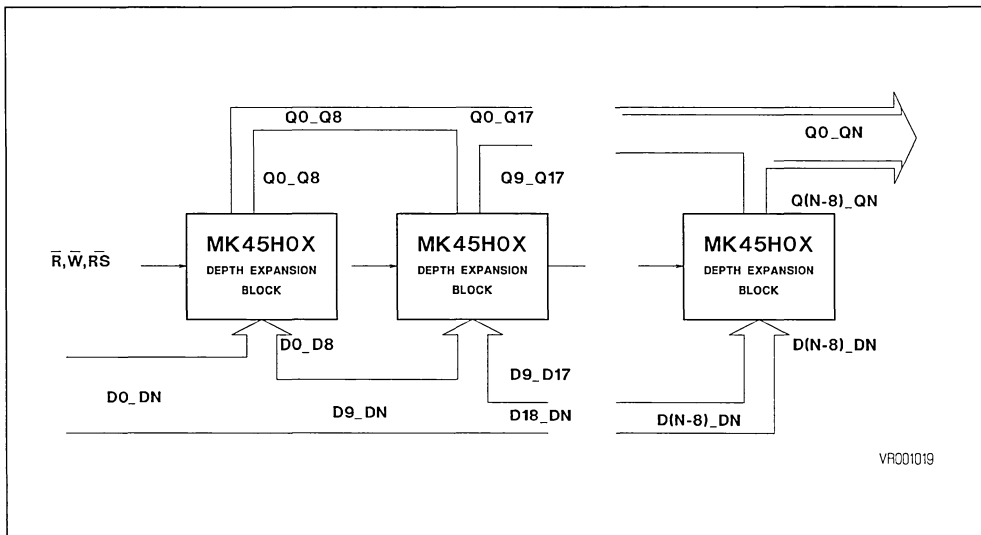 Q0_Q8
Q0_Q17
Q0_QN
Q0_Q8
Q9_Q17
Q(N-8)_QN
R̅,W̅,R̅S̅
MK45H0X
DEPTH EXPANSION
BLOCK
MK45H0X
DEPTH EXPANSION
BLOCK
MK45H0X
DEPTH EXPANSION
BLOCK
D0_D8
D9_D17
D(N-8)_DN
D0_DN
D9_DN
D18_DN
D(N-8)_DN
VR001019